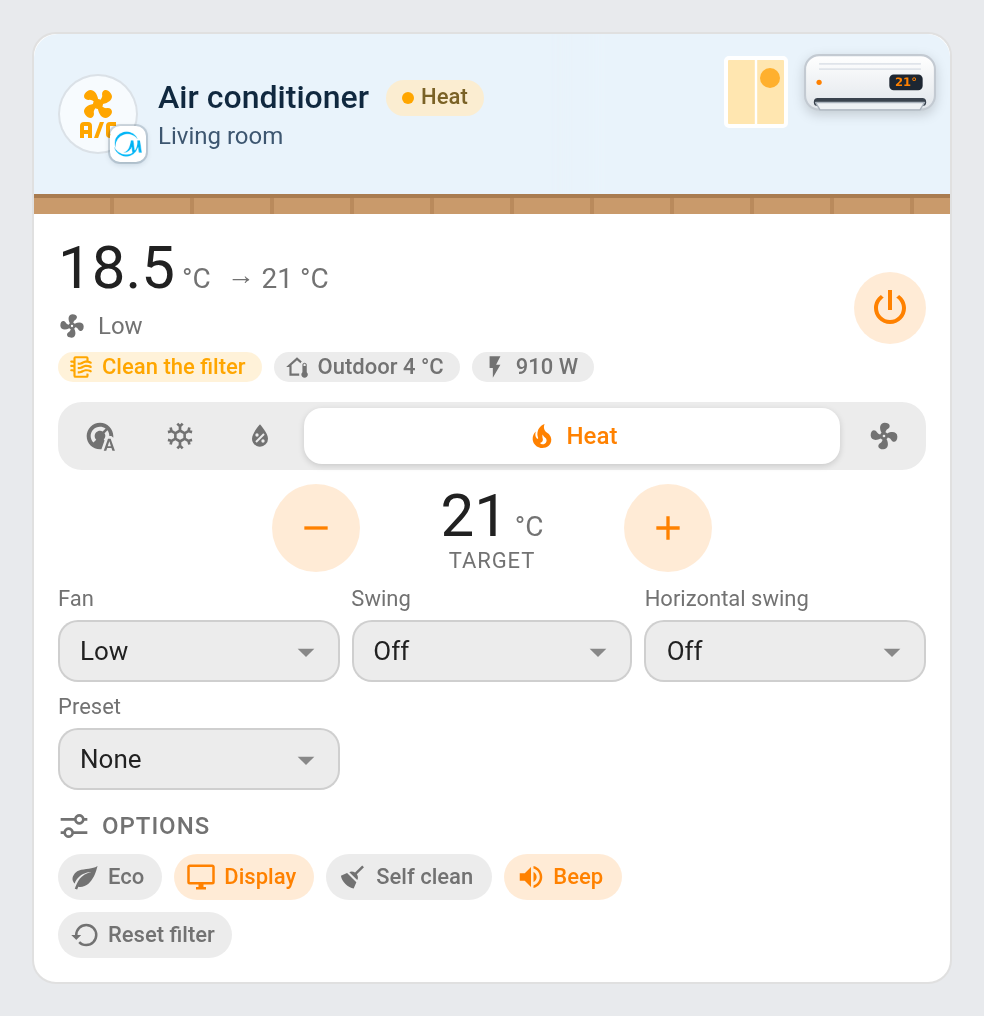 Air conditioner
Heat
Living room
A/C
21°
18.5 °C → 21 °C
Low
Clean the filter
Outdoor 4 °C
910 W
A
Heat
21 °C
TARGET
Fan
Swing
Horizontal swing
Low
Off
Off
Preset
None
OPTIONS
Eco
Display
Self clean
Beep
Reset filter